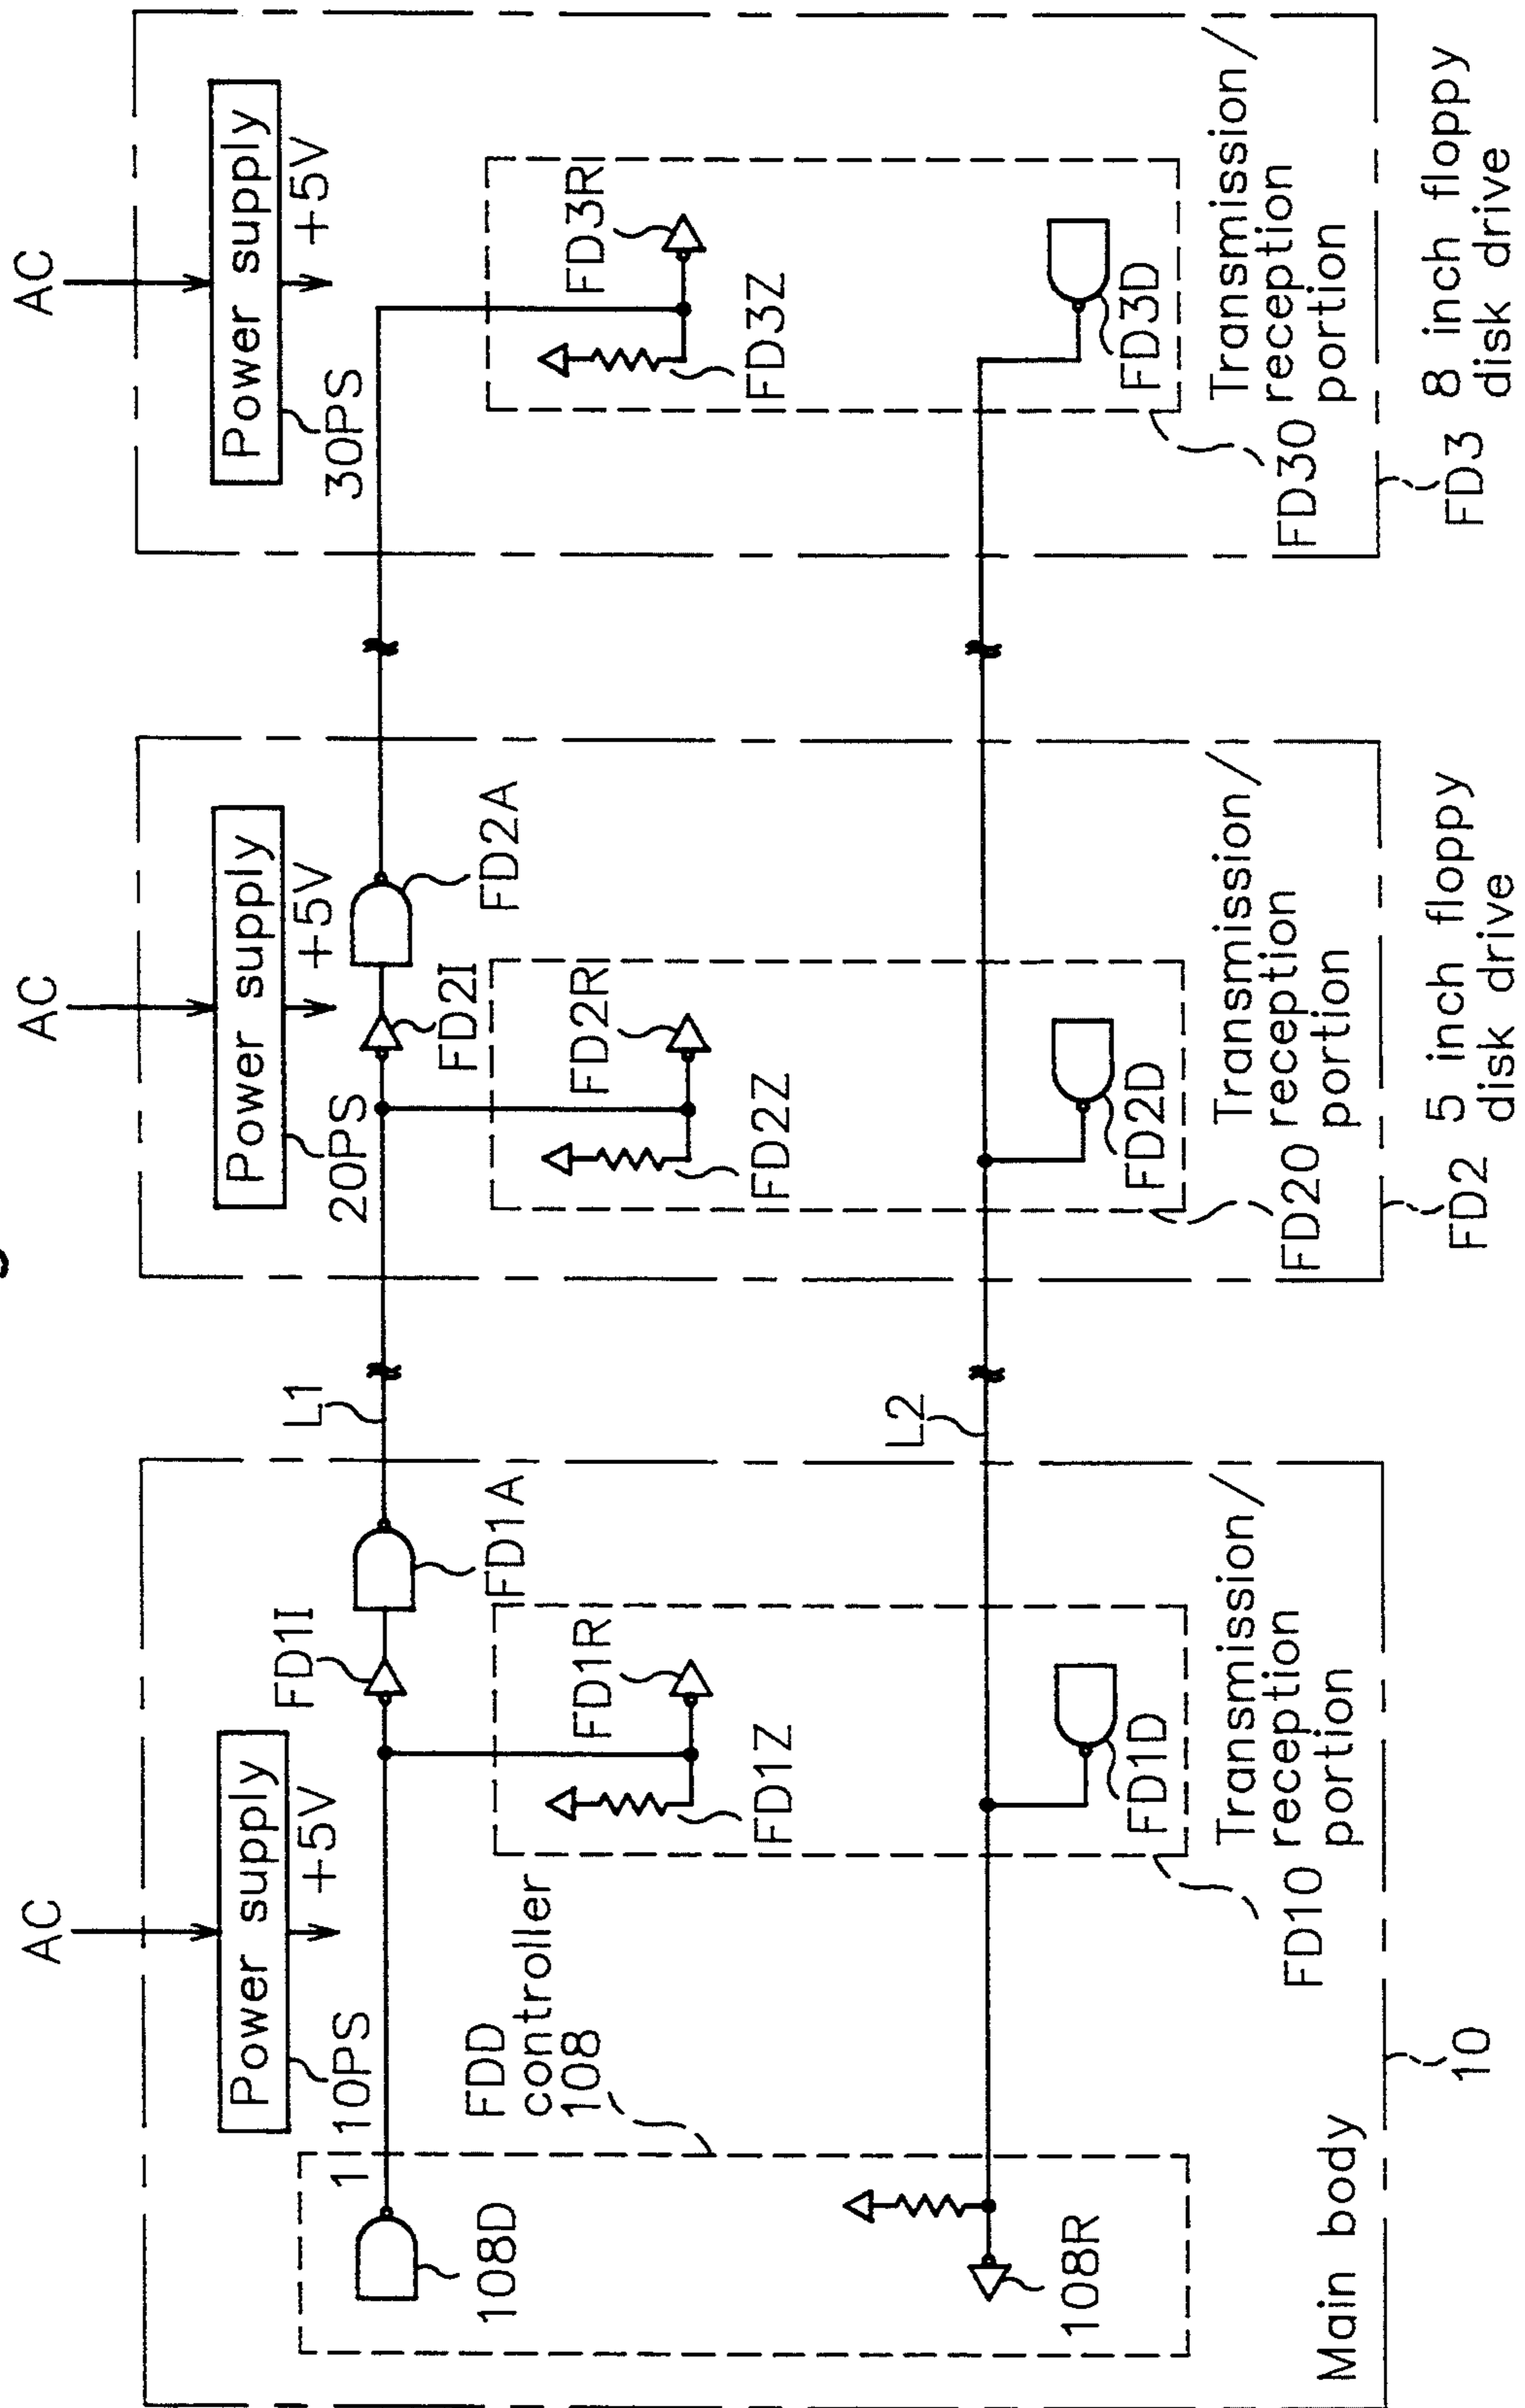 AC
Power supply
+5V
10PS
1
FDD
controller
108
108D
108R
FD1I
FD1A
FD1R
FD1Z
FD1D
Transmission/
reception
portion
FD10
Main body
10
L1
L2
AC
Power supply
+5V
20PS
FD2I
FD2A
FD2R
FD2Z
FD2D
Transmission/
reception
portion
FD20
FD2
5 inch floppy
disk drive
AC
Power supply
+5V
30PS
FD3R
FD3Z
FD3D
Transmission/
reception
portion
FD30
FD3
8 inch floppy
disk drive